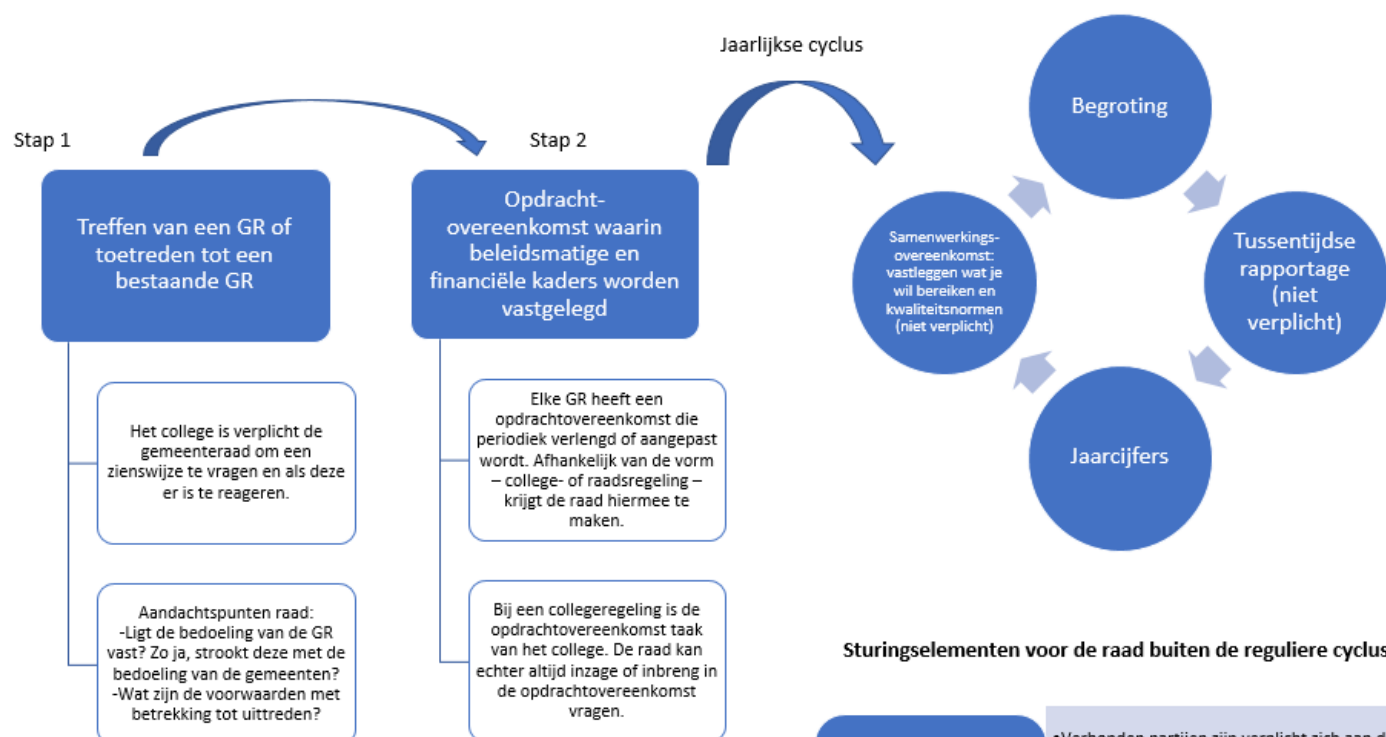 Jaarlijkse cyclus
Stap 1
Stap 2
Treffen van een GR of
toetreden tot een
bestaande GR
Opdracht-
overeenkomst waarin
beleidsmatige en
financiële kaders worden
vastgelegd
Het college is verplicht de
gemeenteraad om een
zienswijze te vragen en als deze
er is te reageren.
Elke GR heeft een
opdrachtovereenkomst die
periodiek verlengd of aangepast
wordt. Afhankelijk van de vorm
– college- of raadsregeling –
krijgt de raad hiermee te
maken.
Aandachtspunten raad:
-Ligt de bedoeling van de GR
vast? Zo ja, strookt deze met de
bedoeling van de gemeenten?
-Wat zijn de voorwaarden met
betrekking tot uittreden?
Bij een collegeregeling is de
opdrachtovereenkomst taak
van het college. De raad kan
echter altijd inzage of inbreng in
de opdrachtovereenkomst
vragen.
Begroting
Tussentijdse
rapportage
(niet
verplicht)
Jaarcijfers
Samenwerkings-
overeenkomst:
vastleggen wat je
wil bereiken en
kwaliteitsnormen
(niet verplicht)
Sturingselementen voor de raad buiten de reguliere cyclus